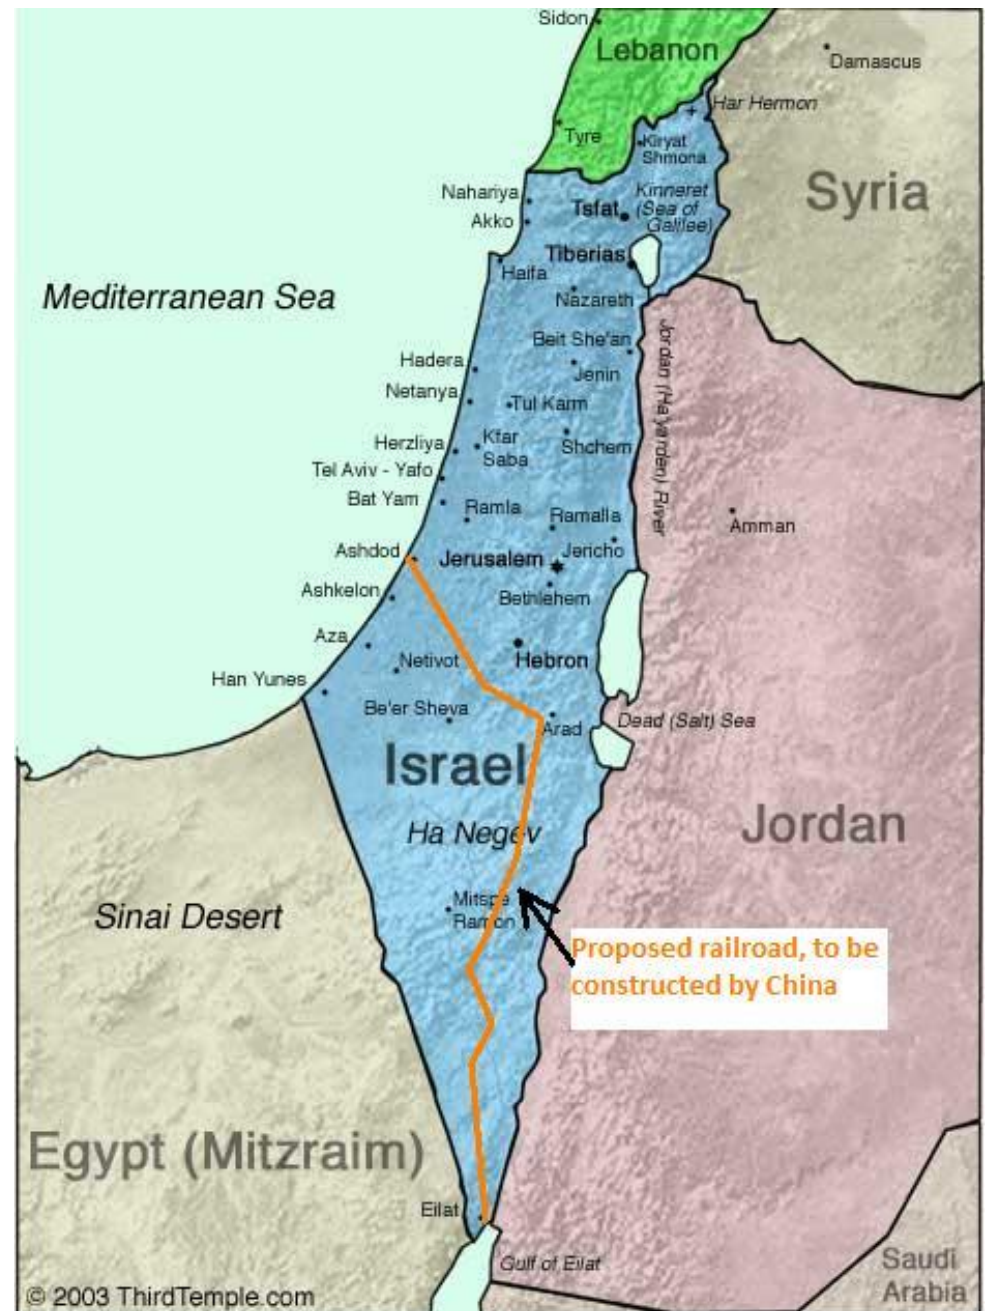 Sidon
Lebanon
Damascus
Har Hermon
Tyre
Kiryat
Shmona
Syria
Nahariya
Kinneret
(Sea of
Galilee)
Tsfat
Akko
Tiberias
Haifa
Mediterranean Sea
Nazareth
Jordan (Ha'yarden) River
Beit She'an
Hadera
Jenin
Netanya
Tul Karm
Herzliya
Kfar
Saba
Shchem
Tel Aviv - Yafo
Bat Yam
Ramla
Ramalla
Amman
Ashdod
Jerusalem
Jericho
Ashkelon
Bethlehem
Aza
Netivot
Hebron
Han Yunes
Be'er Sheva
Arad
Dead (Salt) Sea
Israel
Ha Negev
Jordan
Mitspe
Ramon
Sinai Desert
Proposed railroad, to be
constructed by China
Egypt (Mitzraim)
Eilat
Gulf of Eilat
Saudi
Arabia
© 2003 ThirdTemple.com